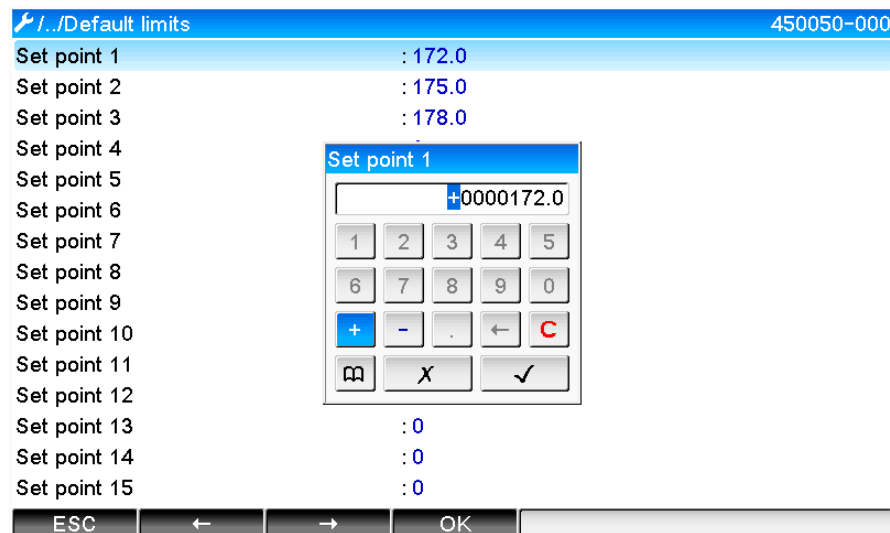 /../Default limits 450050-000
Set point 1 : 172.0
Set point 2 : 175.0
Set point 3 : 178.0
Set point 4
Set point 5
Set point 6
Set point 7
Set point 8
Set point 9
Set point 10
Set point 11
Set point 12
Set point 13 : 0
Set point 14 : 0
Set point 15 : 0
Set point 1
+0000172.0
1 2 3 4 5
6 7 8 9 0
+ - . ← C
X ✓
ESC ← → OK